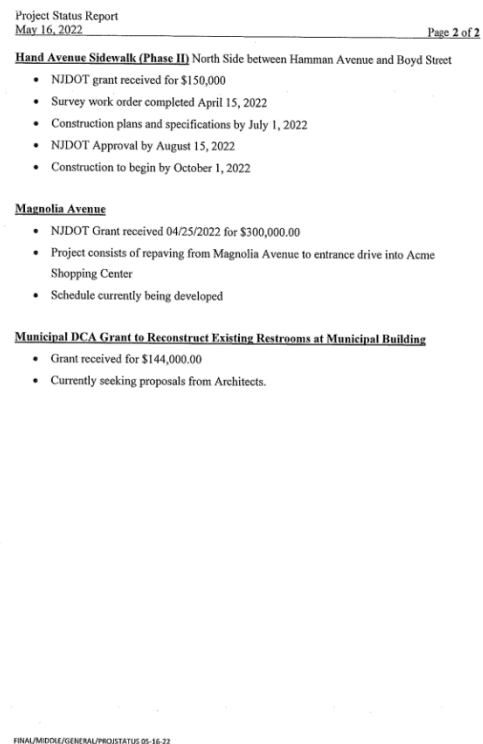 Project Status Report
May 16, 2022
Page 2 of 2
Hand Avenue Sidewalk (Phase II) North Side between Hamman Avenue and Boyd Street
• NJDOT grant received for $150,000
• Survey work order completed April 15, 2022
• Construction plans and specifications by July 1, 2022
• NJDOT Approval by August 15, 2022
• Construction to begin by October 1, 2022
Magnolia Avenue
• NJDOT Grant received 04/25/2022 for $300,000.00
• Project consists of repaving from Magnolia Avenue to entrance drive into Acme
Shopping Center
• Schedule currently being developed
Municipal DCA Grant to Reconstruct Existing Restrooms at Municipal Building
• Grant received for $144,000.00
• Currently seeking proposals from Architects.
FINAL/MIDDLE/GENERAL/PROJSTATUS 05-16-22